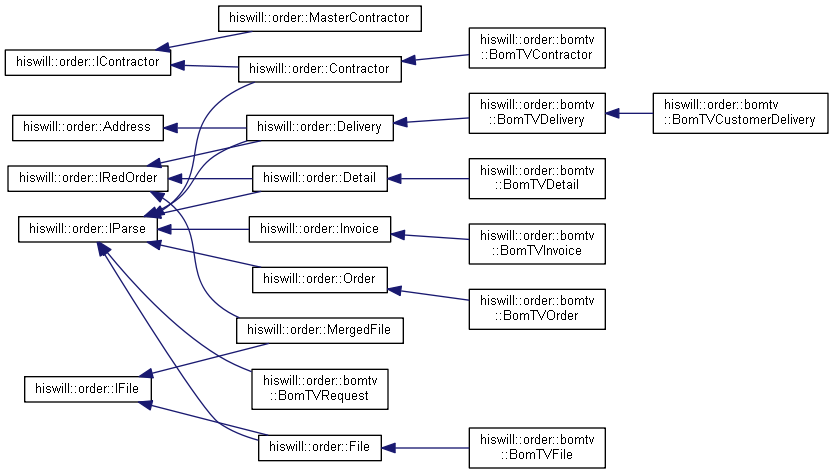 hiswill::order::MasterContractor
hiswill::order::IContractor
hiswill::order::Contractor
hiswill::order::bomtv
::BomTVContractor
hiswill::order::Address
hiswill::order::Delivery
hiswill::order::bomtv
::BomTVDelivery
hiswill::order::bomtv
::BomTVCustomerDelivery
hiswill::order::IRedOrder
hiswill::order::Detail
hiswill::order::bomtv
::BomTVDetail
hiswill::order::IParse
hiswill::order::Invoice
hiswill::order::bomtv
::BomTVInvoice
hiswill::order::Order
hiswill::order::bomtv
::BomTVOrder
hiswill::order::MergedFile
hiswill::order::IFile
hiswill::order::bomtv
::BomTVRequest
hiswill::order::File
hiswill::order::bomtv
::BomTVFile